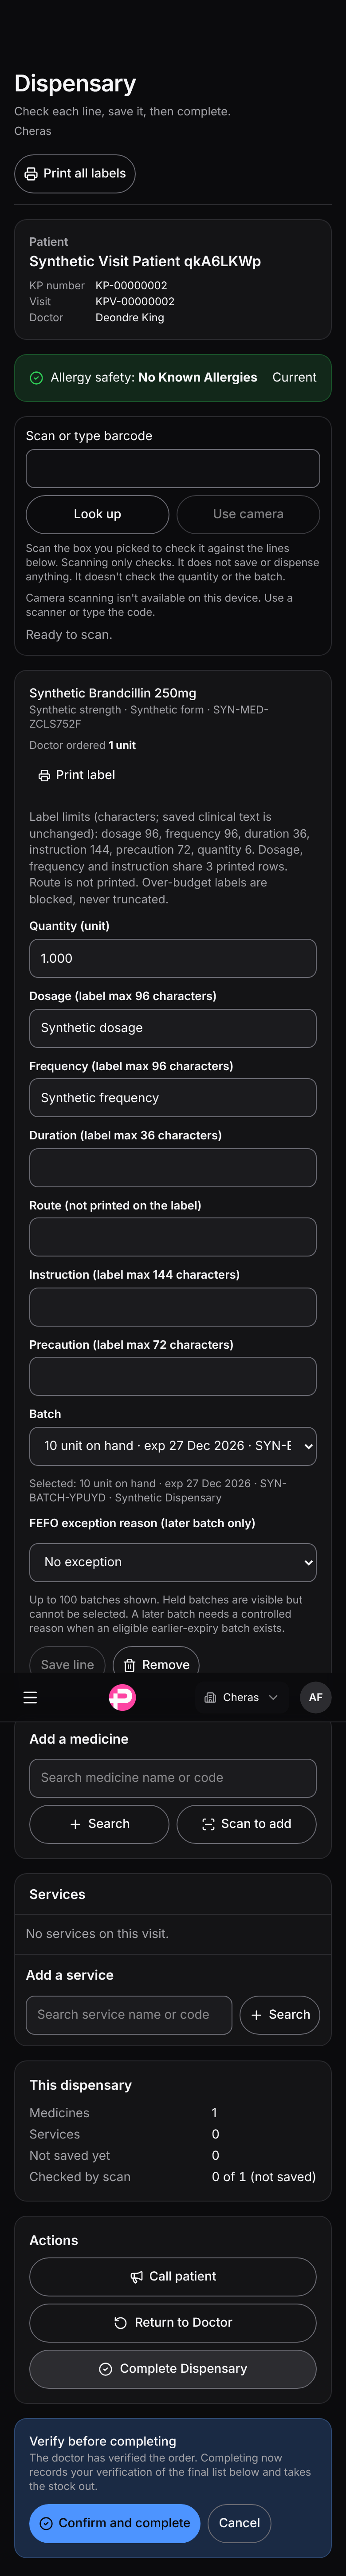 Dispensary
Check each line, save it, then complete.
Cheras
Print all labels
Patient
Synthetic Visit Patient qkA6LKWp
KP number KP-00000002
Visit KPV-00000002
Doctor Deondre King
Allergy safety: No Known Allergies Current
Scan or type barcode
Look up Use camera
Scan the box you picked to check it against the lines
below. Scanning only checks. It does not save or dispense
anything. It doesn't check the quantity or the batch.
Camera scanning isn't available on this device. Use a
scanner or type the code.
Ready to scan.
Synthetic Brandcillin 250mg
Synthetic strength · Synthetic form · SYN-MED-
ZCLS752F
Doctor ordered 1 unit
Print label
Label limits (characters; saved clinical text is
unchanged): dosage 96, frequency 96, duration 36,
instruction 144, precaution 72, quantity 6. Dosage,
frequency and instruction share 3 printed rows.
Route is not printed. Over-budget labels are
blocked, never truncated.
Quantity (unit)
1.000
Dosage (label max 96 characters)
Synthetic dosage
Frequency (label max 96 characters)
Synthetic frequency
Duration (label max 36 characters)
Route (not printed on the label)
Instruction (label max 144 characters)
Precaution (label max 72 characters)
Batch
10 unit on hand · exp 27 Dec 2026 · SYN-E
Selected: 10 unit on hand · exp 27 Dec 2026 · SYN-
BATCH-YPUYD · Synthetic Dispensary
FEFO exception reason (later batch only)
No exception
Up to 100 batches shown. Held batches are visible but
cannot be selected. A later batch needs a controlled
reason when an eligible earlier-expiry batch exists.
Save line Remove
Cheras AF
Add a medicine
Search medicine name or code
Search Scan to add
Services
No services on this visit.
Add a service
Search service name or code Search
This dispensary
Medicines 1
Services 0
Not saved yet 0
Checked by scan 0 of 1 (not saved)
Actions
Call patient
Return to Doctor
Complete Dispensary
Verify before completing
The doctor has verified the order. Completing now
records your verification of the final list below and takes
the stock out.
Confirm and complete Cancel